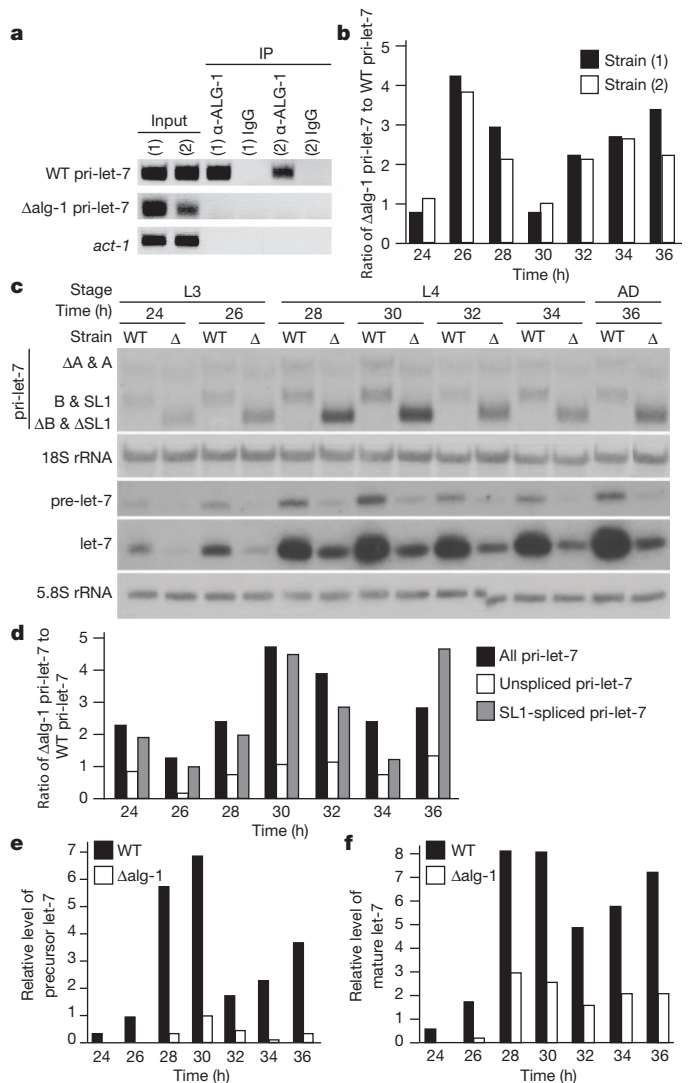 a
IP
Input
(1) (2) (1) α-ALG-1 (1) IgG (2) α-ALG-1 (2) IgG
WT pri-let-7
Δalg-1 pri-let-7
act-1
b
Ratio of Δalg-1 pri-let-7 to WT pri-let-7
5
4
3
2
1
0
Strain (1)
Strain (2)
24 26 28 30 32 34 36
Time (h)
c
Stage L3 L4 AD
Time (h) 24 26 28 30 32 34 36
Strain WT Δ WT Δ WT Δ WT Δ WT Δ WT Δ WT Δ
pri-let-7
ΔA & A
B & SL1
ΔB & ΔSL1
18S rRNA
pre-let-7
let-7
5.8S rRNA
d
Ratio of Δalg-1 pri-let-7 to
WT pri-let-7
5
4
3
2
1
0
All pri-let-7
Unspliced pri-let-7
SL1-spliced pri-let-7
24 26 28 30 32 34 36
Time (h)
e
Relative level of
precursor let-7
7
6
5
4
3
2
1
0
WT
Δalg-1
24 26 28 30 32 34 36
Time (h)
f
Relative level of
mature let-7
8
7
6
5
4
3
2
1
0
WT
Δalg-1
24 26 28 30 32 34 36
Time (h)